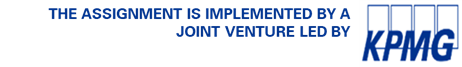 THE ASSIGNMENT IS IMPLEMENTED BY A
JOINT VENTURE LED BY
KPMG